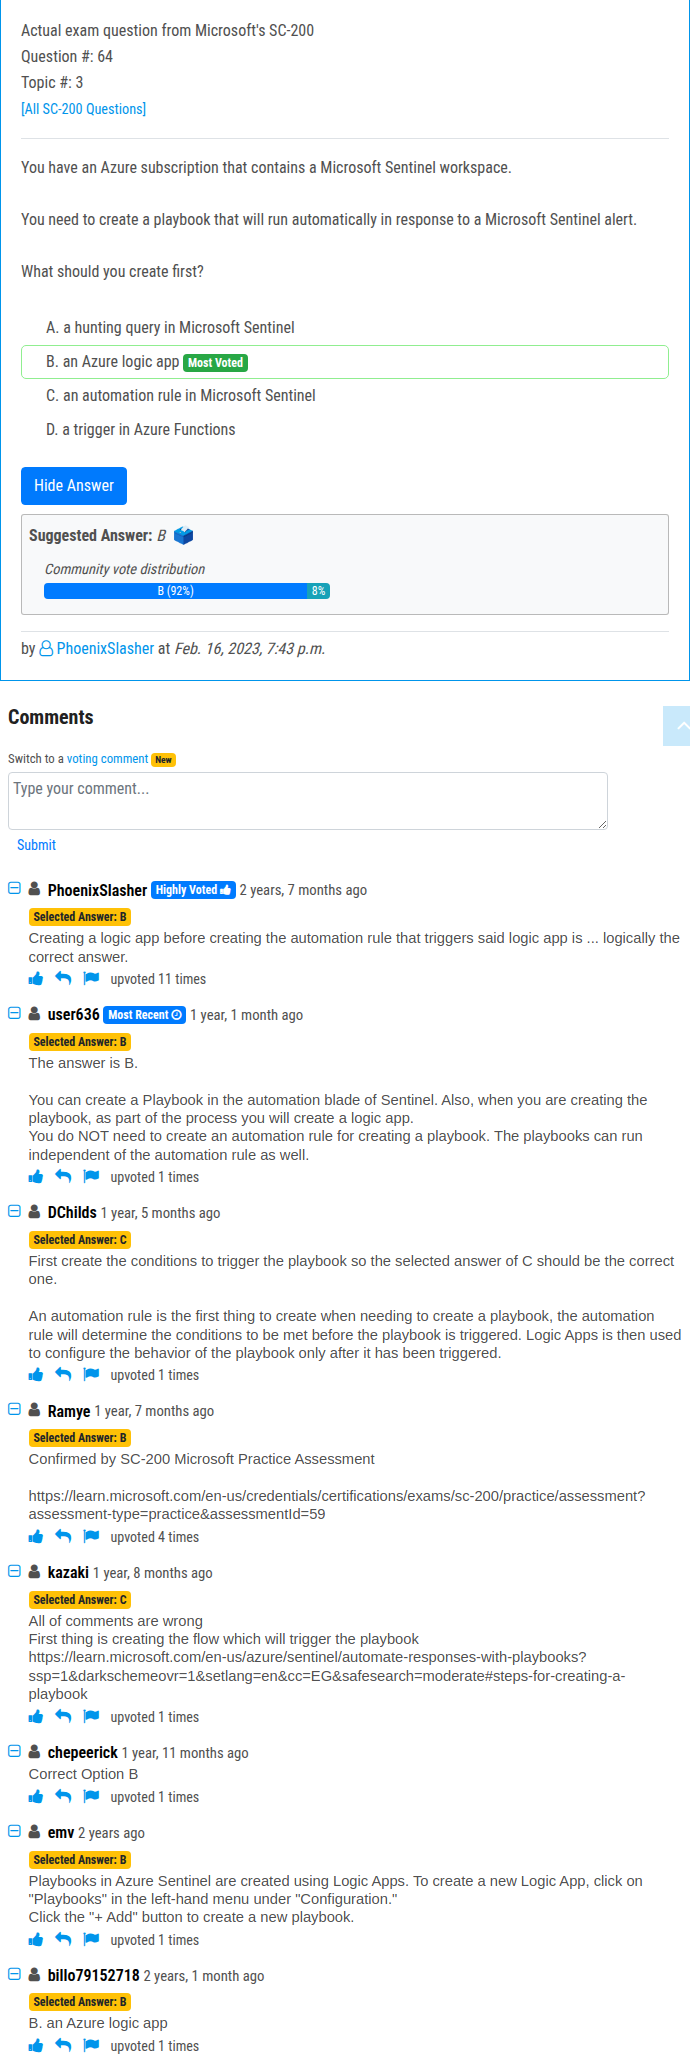 Actual exam question from Microsoft's SC-200
Question #: 64
Topic #: 3
[All SC-200 Questions]
You have an Azure subscription that contains a Microsoft Sentinel workspace.
You need to create a playbook that will run automatically in response to a Microsoft Sentinel alert.
What should you create first?
A. a hunting query in Microsoft Sentinel
B. an Azure logic app Most Voted
C. an automation rule in Microsoft Sentinel
D. a trigger in Azure Functions
Hide Answer
Suggested Answer: B
Community vote distribution
B (92%) 8%
by PhoenixSlasher at Feb. 16, 2023, 7:43 p.m.
Comments
Switch to a voting comment New
Type your comment...
Submit
PhoenixSlasher Highly Voted 2 years, 7 months ago
Selected Answer: B
Creating a logic app before creating the automation rule that triggers said logic app is ... logically the
correct answer.
upvoted 11 times
user636 Most Recent 1 year, 1 month ago
Selected Answer: B
The answer is B.
You can create a Playbook in the automation blade of Sentinel. Also, when you are creating the
playbook, as part of the process you will create a logic app.
You do NOT need to create an automation rule for creating a playbook. The playbooks can run
independent of the automation rule as well.
upvoted 1 times
DChilds 1 year, 5 months ago
Selected Answer: C
First create the conditions to trigger the playbook so the selected answer of C should be the correct
one.
An automation rule is the first thing to create when needing to create a playbook, the automation
rule will determine the conditions to be met before the playbook is triggered. Logic Apps is then used
to configure the behavior of the playbook only after it has been triggered.
upvoted 1 times
Ramye 1 year, 7 months ago
Selected Answer: B
Confirmed by SC-200 Microsoft Practice Assessment
https://learn.microsoft.com/en-us/credentials/certifications/exams/sc-200/practice/assessment?
assessment-type=practice&assessmentId=59
upvoted 4 times
kazaki 1 year, 8 months ago
Selected Answer: C
All of comments are wrong
First thing is creating the flow which will trigger the playbook
https://learn.microsoft.com/en-us/azure/sentinel/automate-responses-with-playbooks?
ssp=1&darkschemeovr=1&setlang=en&cc=EG&safesearch=moderate#steps-for-creating-a-
playbook
upvoted 1 times
chepeerick 1 year, 11 months ago
Correct Option B
upvoted 1 times
emv 2 years ago
Selected Answer: B
Playbooks in Azure Sentinel are created using Logic Apps. To create a new Logic App, click on
"Playbooks" in the left-hand menu under "Configuration."
Click the "+ Add" button to create a new playbook.
upvoted 1 times
billo79152718 2 years, 1 month ago
Selected Answer: B
B. an Azure logic app
upvoted 1 times